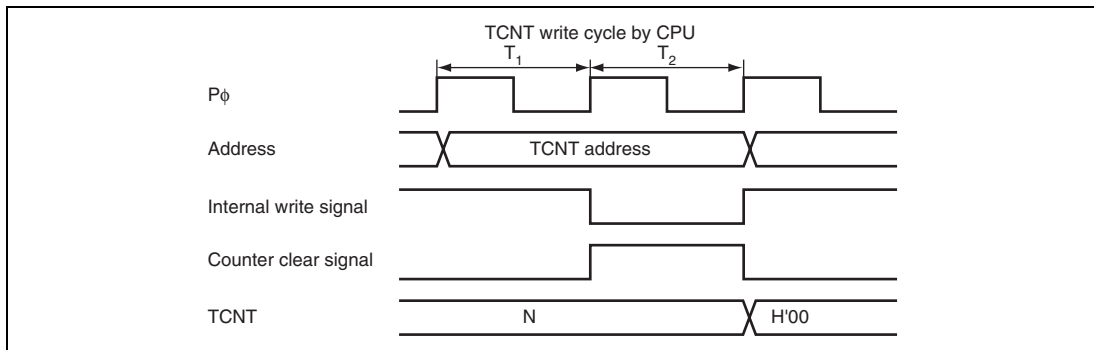 TCNT write cycle by CPU
T1 T2
Pϕ
Address TCNT address
Internal write signal
Counter clear signal
TCNT N H'00